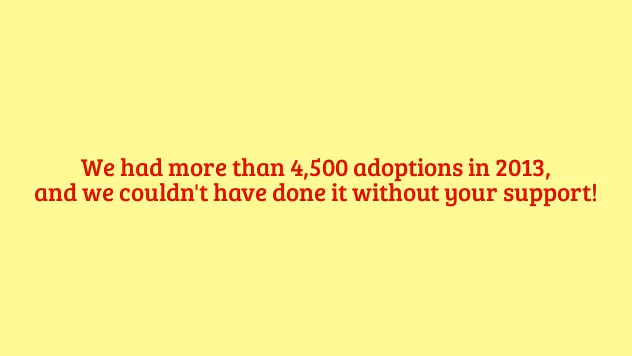 We had more than 4,500 adoptions in 2013,
and we couldn't have done it without your support!